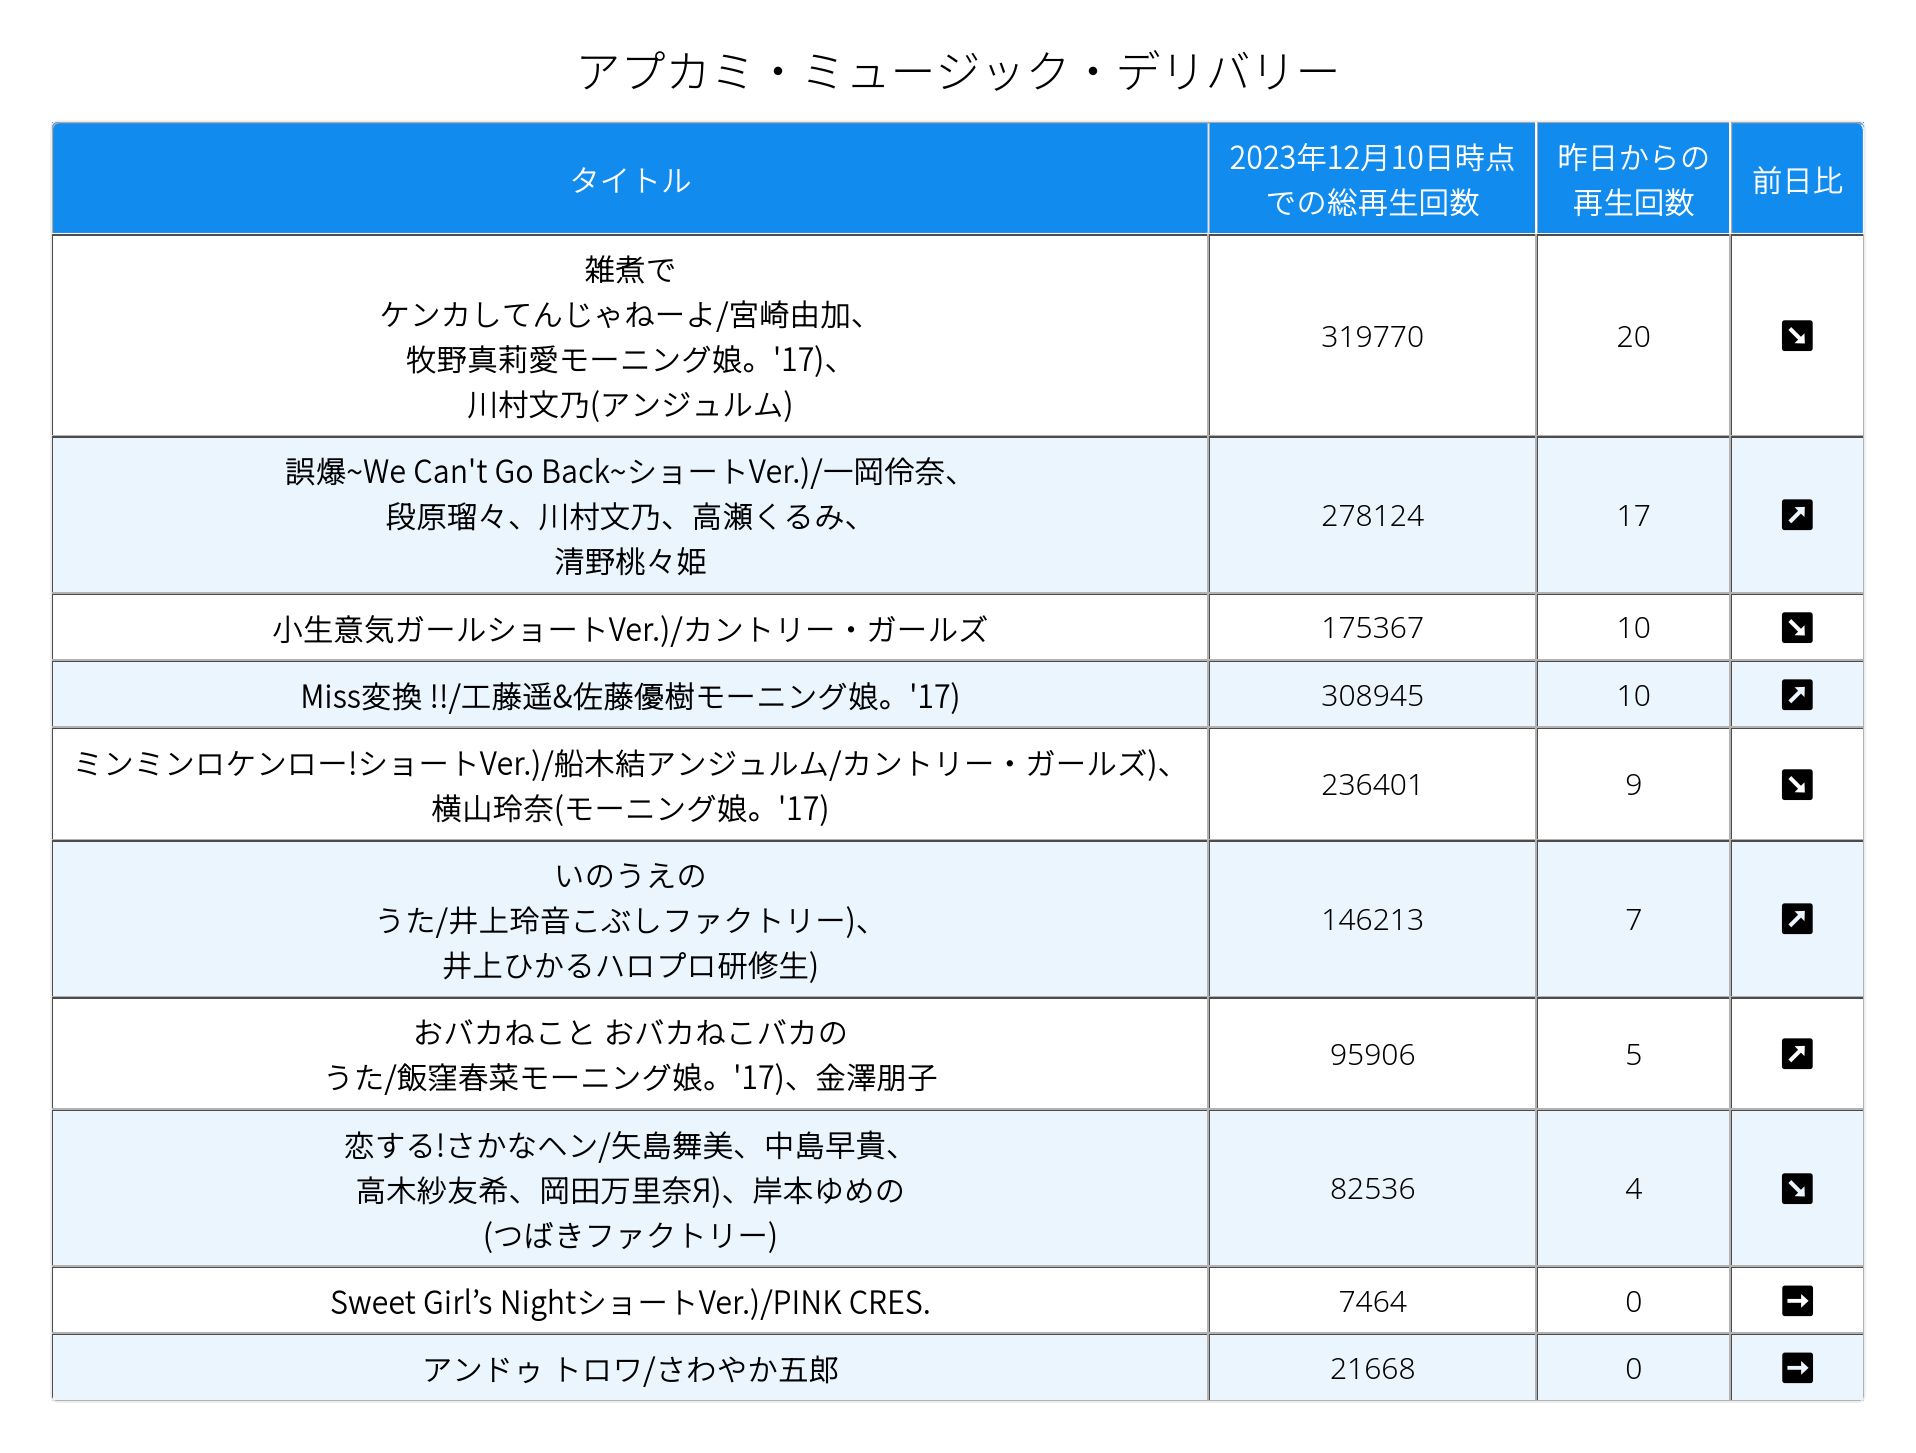 アプカミ・ミュージック・デリバリー
タイトル
2023年12月10日時点
での総再生回数
昨日からの
再生回数
前日比
雑煮で
ケンカしてんじゃねーよ/宮崎由加、
牧野真莉愛モーニング娘。'17)、
川村文乃(アンジュルム)
319770
20
誤爆~We Can't Go Back~ショートVer.)/一岡伶奈、
段原瑠々、川村文乃、高瀬くるみ、
清野桃々姫
278124
17
小生意気ガールショートVer.)/カントリー・ガールズ
175367
10
Miss変換 !!/工藤遥&佐藤優樹モーニング娘。'17)
308945
10
ミンミンロケンロー!ショートVer.)/船木結アンジュルム/カントリー・ガールズ)、
横山玲奈(モーニング娘。'17)
236401
9
いのうえの
うた/井上玲音こぶしファクトリー)、
井上ひかるハロプロ研修生)
146213
7
おバカねこと おバカねこバカの
うた/飯窪春菜モーニング娘。'17)、金澤朋子
95906
5
恋する!さかなヘン/矢島舞美、中島早貴、
高木紗友希、岡田万里奈Я)、岸本ゆめの
(つばきファクトリー)
82536
4
Sweet Girl’s NightショートVer.)/PINK CRES.
7464
0
アンドゥ トロワ/さわやか五郎
21668
0